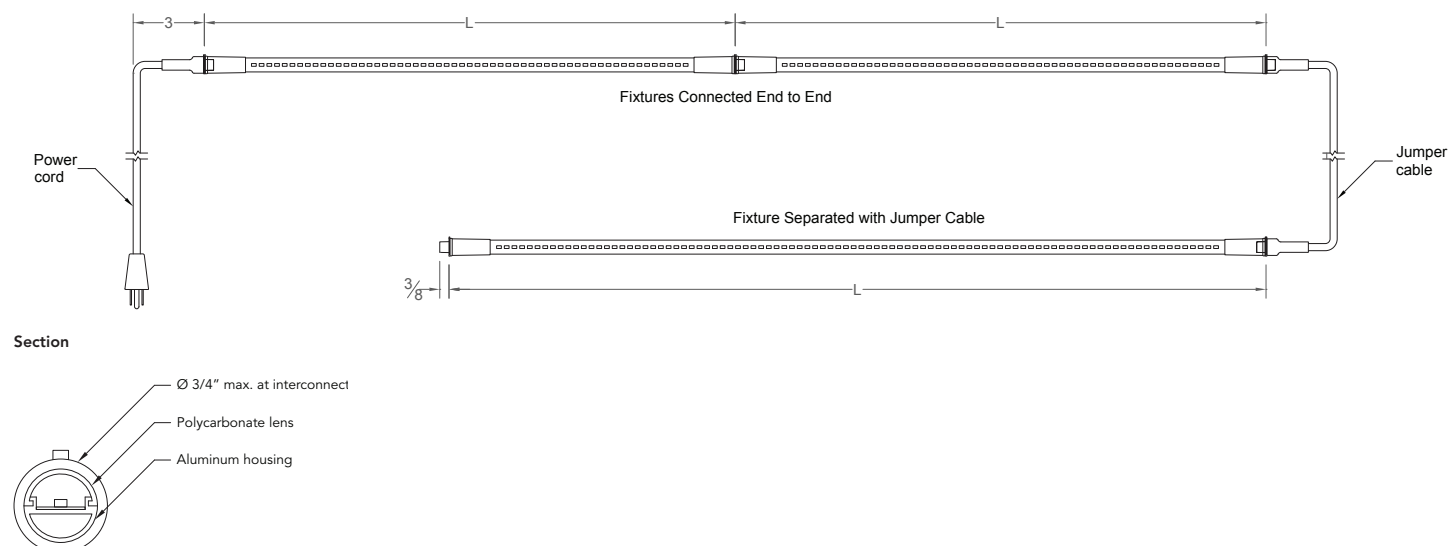 3
L
L
Fixtures Connected End to End
Power
cord
Jumper
cable
Fixture Separated with Jumper Cable
3/8
L
Section
Ø 3/4" max. at interconnect
Polycarbonate lens
Aluminum housing